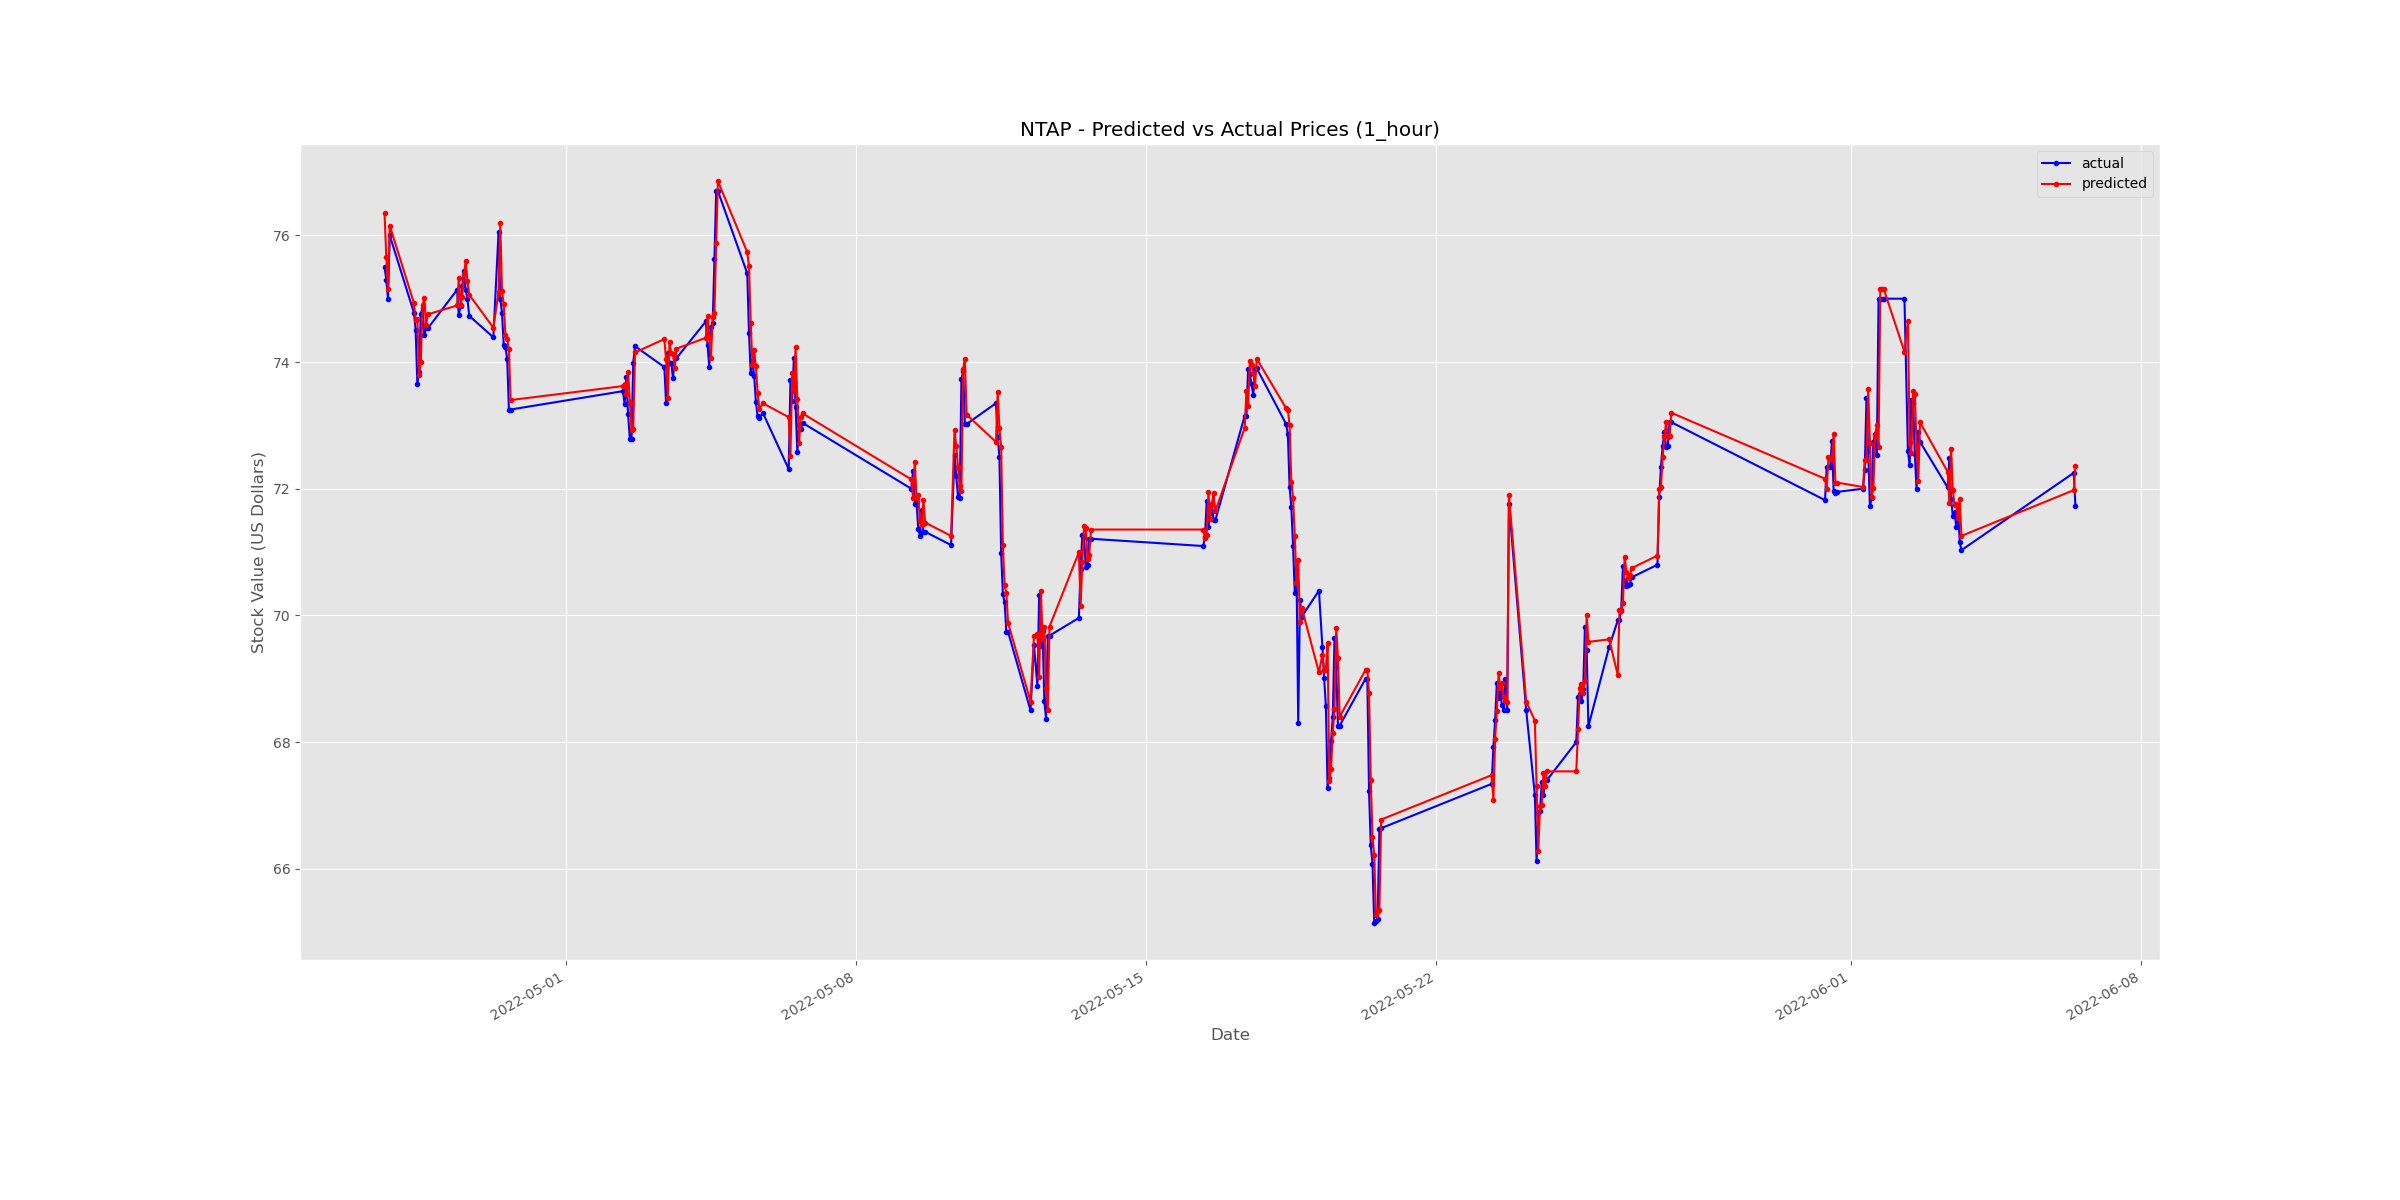 NTAP - Predicted vs Actual Prices (1_hour)
actual
predicted
76
74
72
70
68
66
Stock Value (US Dollars)
2022-05-01
2022-05-08
2022-05-15
2022-05-22
2022-06-01
2022-06-08
Date